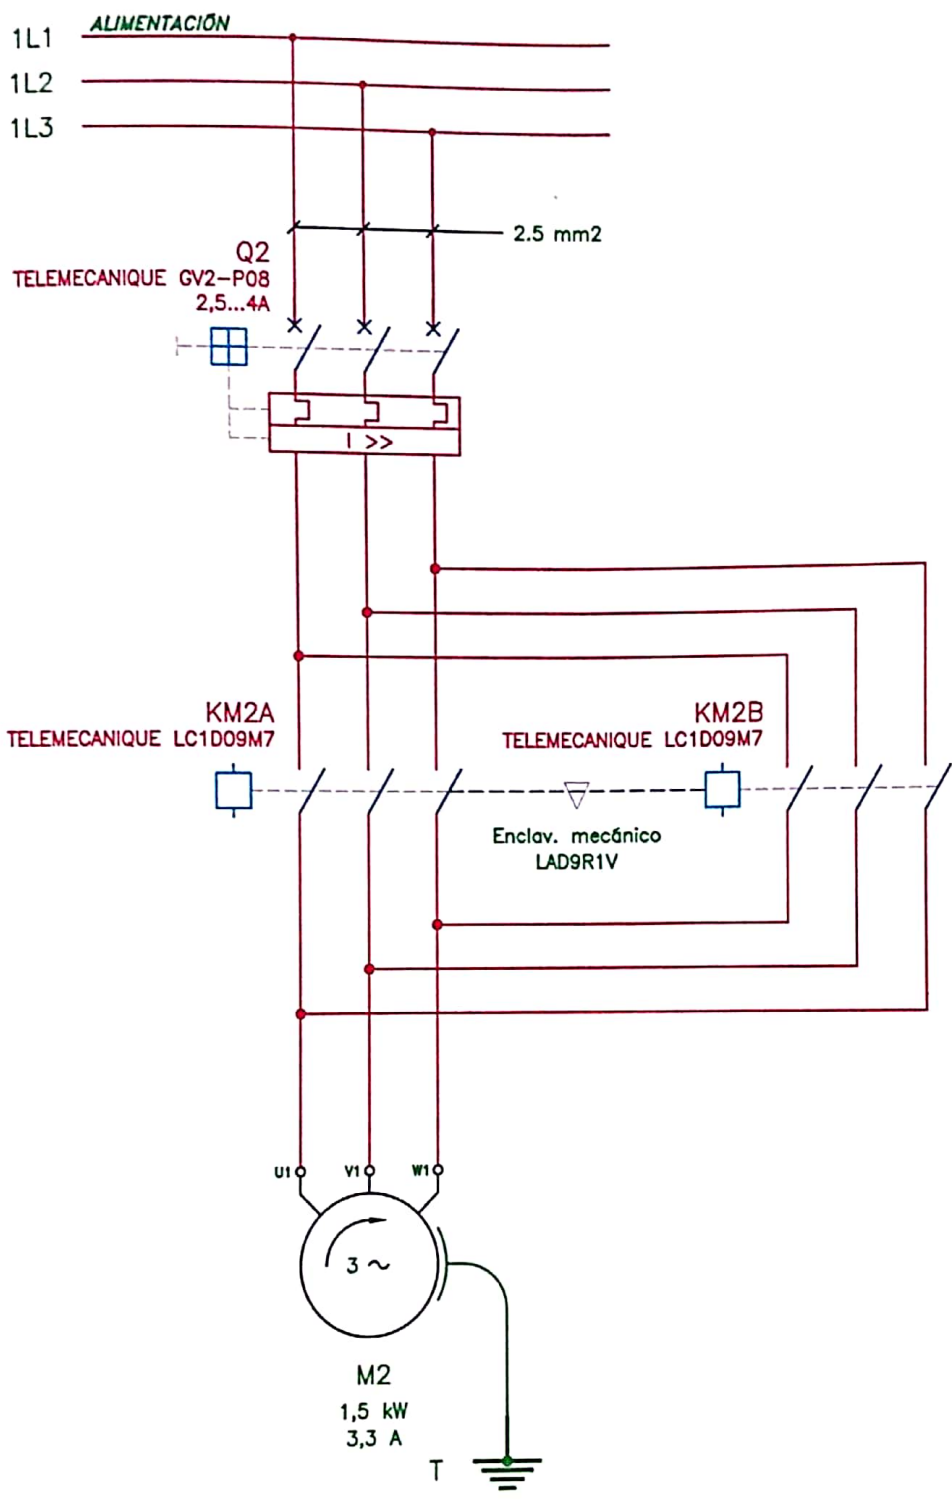 ALIMENTACIÓN
1L1
1L2
1L3
2.5 mm2
Q2
TELEMECANIQUE GV2-P08
2,5...4A
I >>
KM2A
TELEMECANIQUE LC1D09M7
KM2B
TELEMECANIQUE LC1D09M7
Enclav. mecánico
LAD9R1V
U1
V1
W1
3 ~
M2
1,5 kW
3,3 A
T